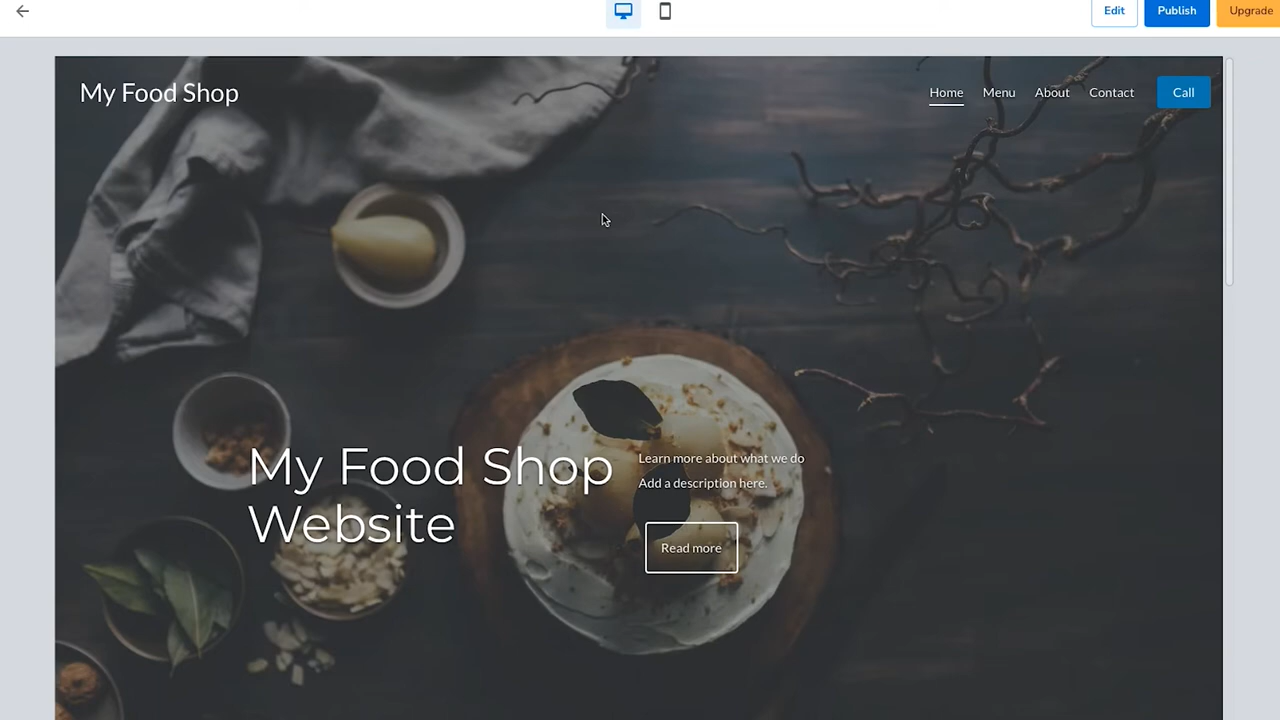 Edit Publish Upgrade
My Food Shop
Home Menu About Contact Call
My Food Shop
Website
Learn more about what we do
Add a description here.
Read more